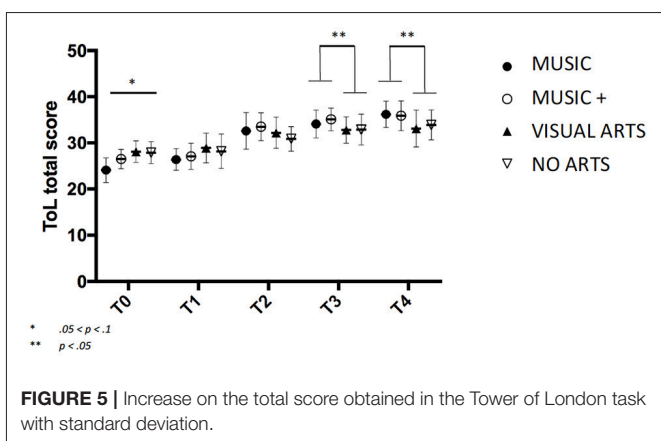 50
40
30
20
10
0
ToL total score
*
**
**
T0
T1
T2
T3
T4
MUSIC
MUSIC +
VISUAL ARTS
NO ARTS
* .05 < p < .1
** p < .05
FIGURE 5 | Increase on the total score obtained in the Tower of London task
with standard deviation.